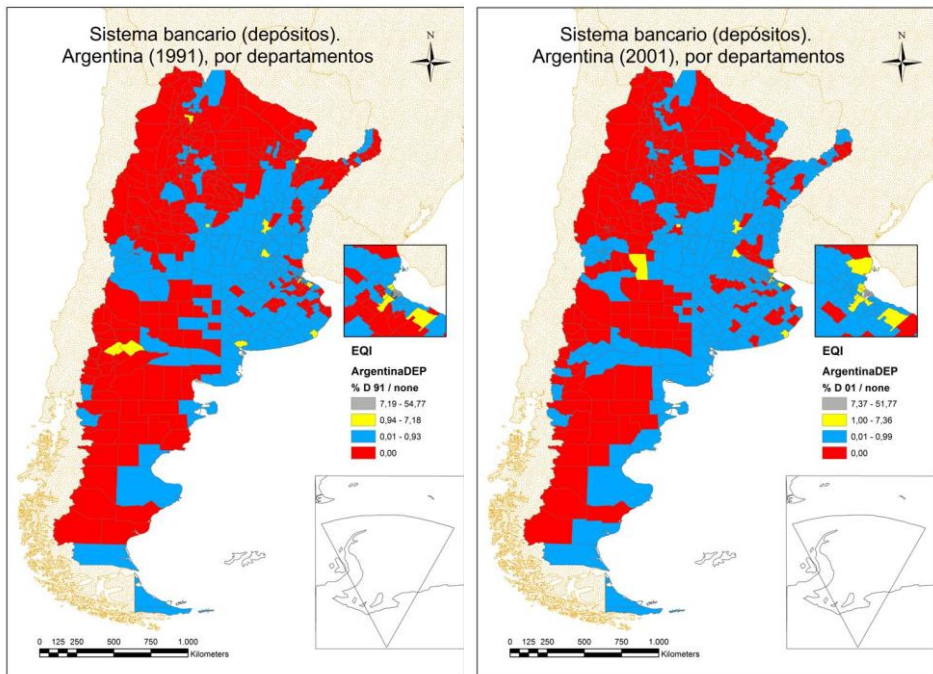 Sistema bancario (depósitos).
Argentina (1991), por departamentos
N
EQI
ArgentinaDEP
% D 91 / none
7,19 - 54,77
0,94 - 7,18
0,01 - 0,93
0,00
0 125 250 500 750 1.000
Kilometers
Sistema bancario (depósitos).
Argentina (2001), por departamentos
N
EQI
ArgentinaDEP
% D 01 / none
7,37 - 51,77
1,00 - 7,36
0,01 - 0,99
0,00
0 125 250 500 750 1.000
Kilometers